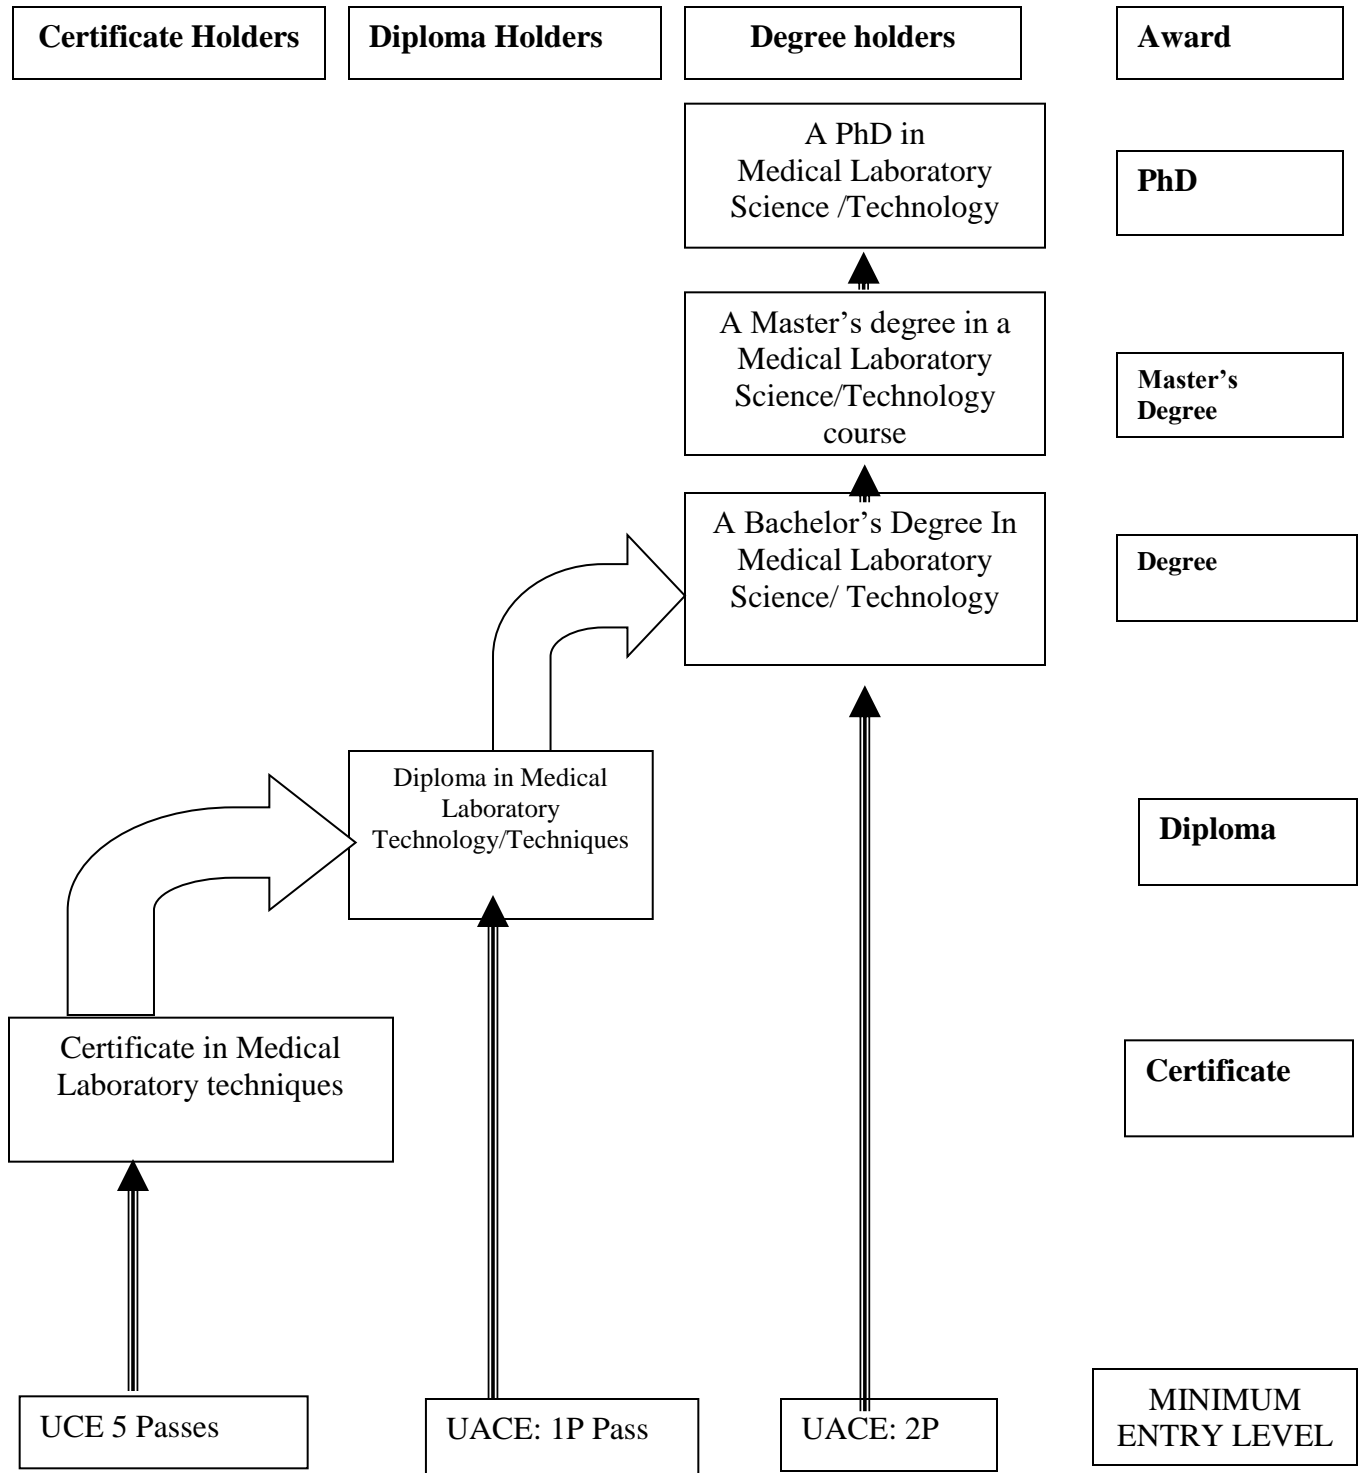 Certificate Holders
Diploma Holders
Degree holders
Award
A PhD in
Medical Laboratory
Science /Technology
PhD
A Master’s degree in a
Medical Laboratory
Science/Technology
course
Master’s
Degree
A Bachelor’s Degree In
Medical Laboratory
Science/ Technology
Degree
Diploma in Medical
Laboratory
Technology/Techniques
Diploma
Certificate in Medical
Laboratory techniques
Certificate
UCE 5 Passes
UACE: 1P Pass
UACE: 2P
MINIMUM
ENTRY LEVEL